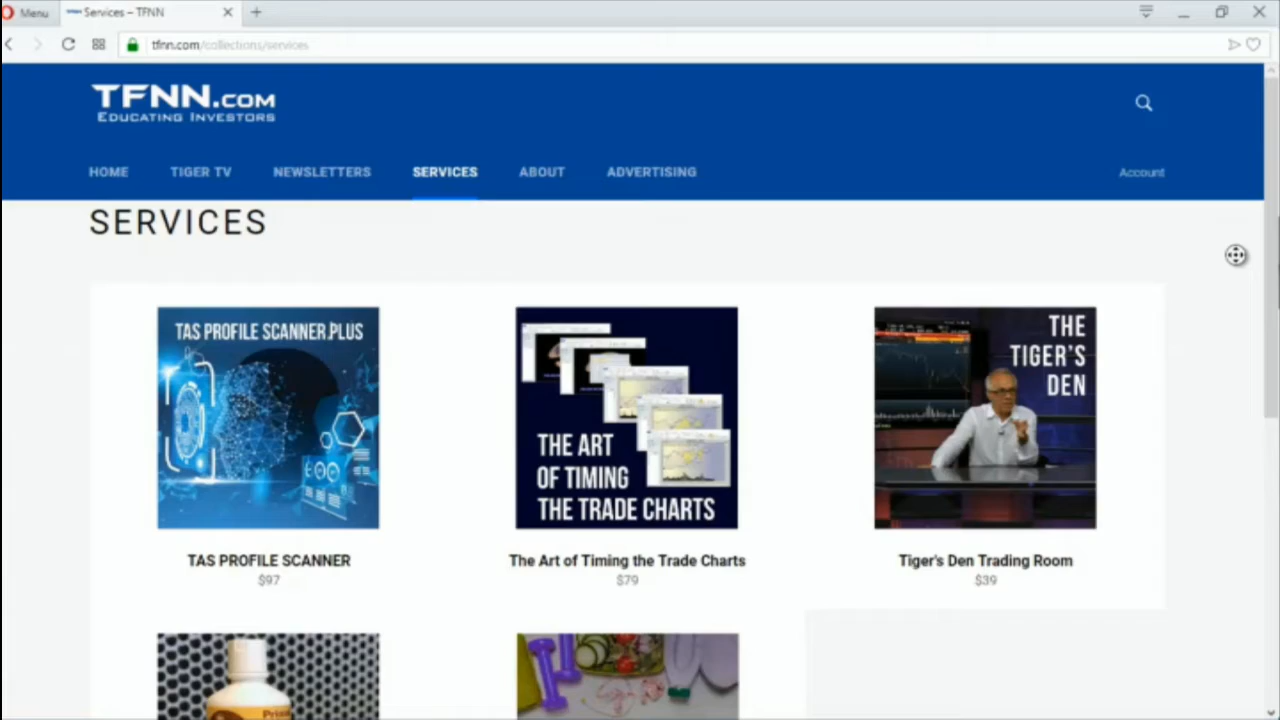 Menu
Services – TFNN
tfnn.com/collections/services
TFNN.COM
EDUCATING INVESTORS
HOME
TIGER TV
NEWSLETTERS
SERVICES
ABOUT
ADVERTISING
Account
SERVICES
TAS PROFILE SCANNER PLUS
THE ART
OF TIMING
THE TRADE CHARTS
THE
TIGER'S
DEN
TAS PROFILE SCANNER
$97
The Art of Timing the Trade Charts
$79
Tiger's Den Trading Room
$39